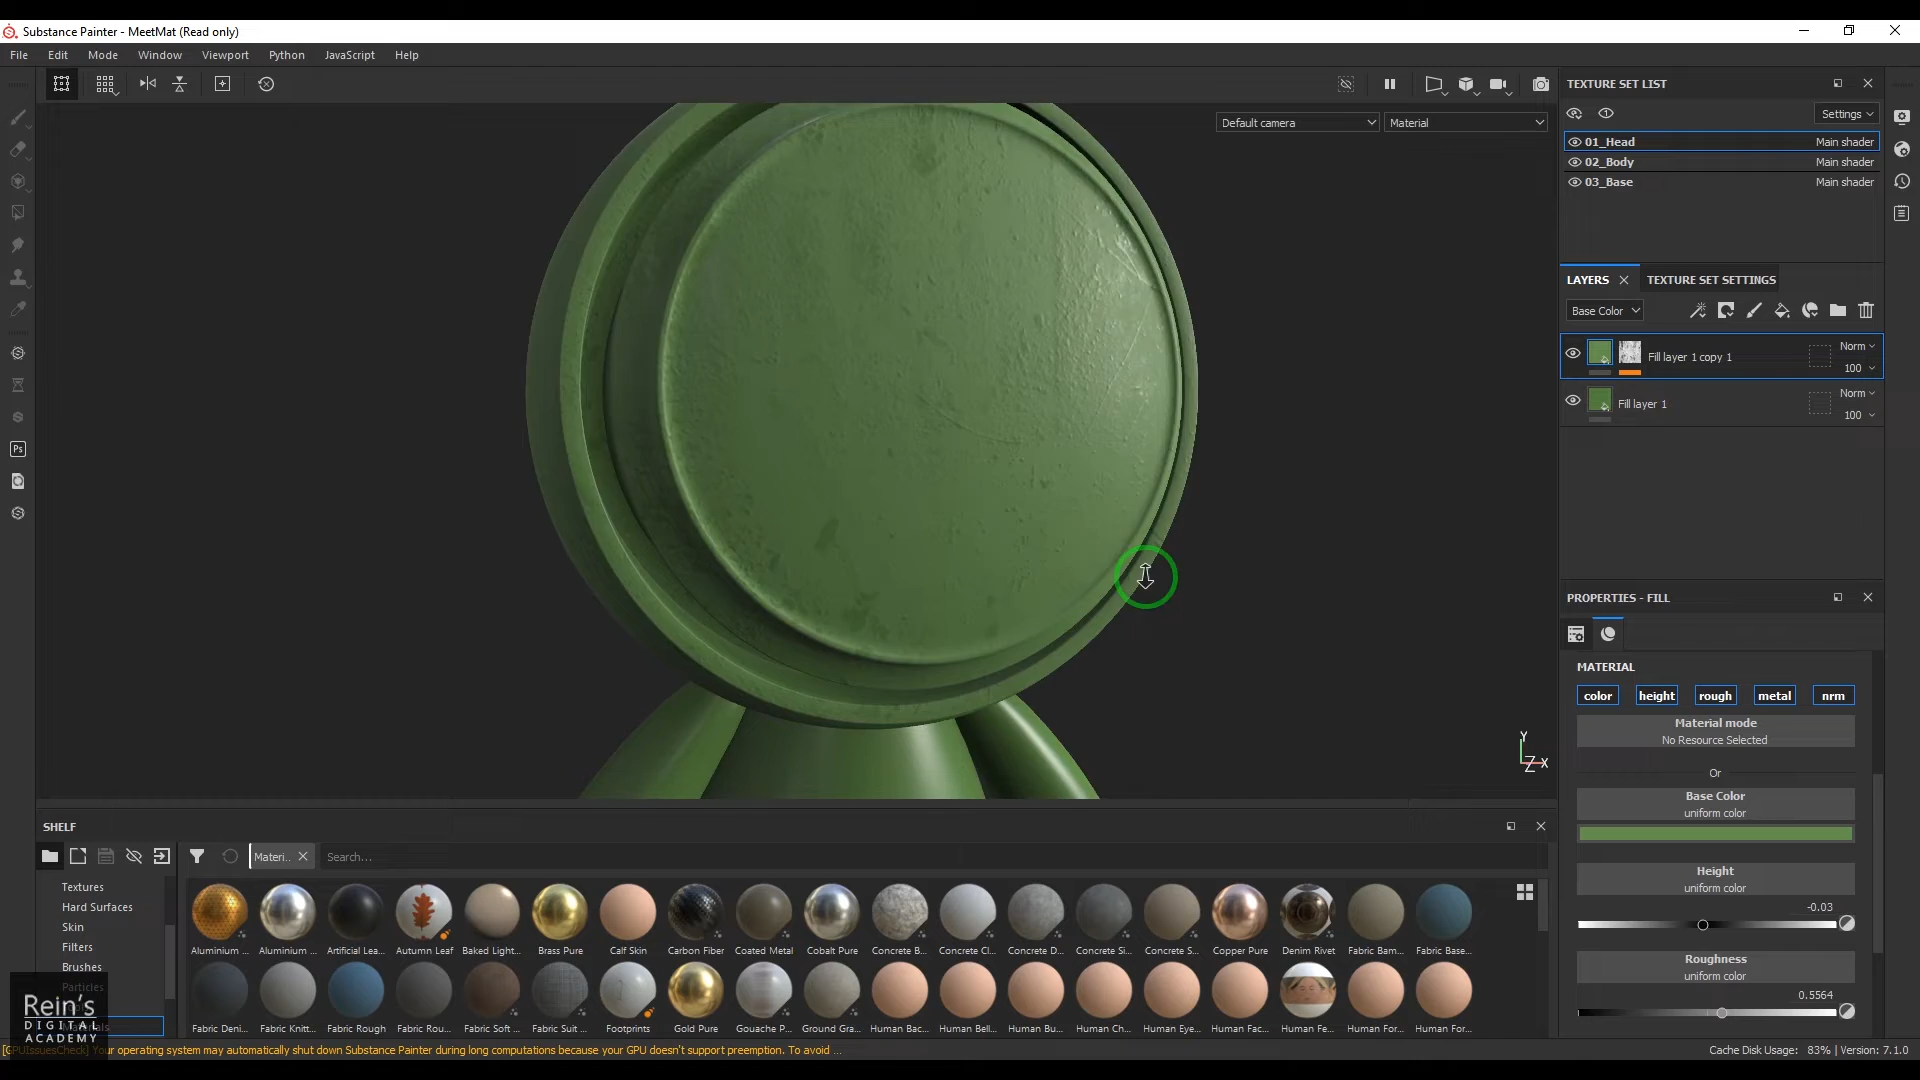 Substance Painter - MeetMat (Read only)
File Edit Mode Window Viewport Python JavaScript Help
Default camera
Material
TEXTURE SET LIST
Settings
01_Head Main shader
02_Body Main shader
03_Base Main shader
LAYERS
TEXTURE SET SETTINGS
Base Color
Fill layer 1 copy 1
Norm
100
Fill layer 1
Norm
100
PROPERTIES - FILL
MATERIAL
color height rough metal nrm
Material mode
No Resource Selected
Or
Base Color
uniform color
Height
uniform color
-0.03
Roughness
uniform color
0.5564
Y
Z X
Ps
SHELF
Materi..
Search...
Textures
Hard Surfaces
Skin
Filters
Brushes
Particles
Aluminium ... Aluminium ... Artificial Lea... Autumn Leaf Baked Light... Brass Pure Calf Skin Carbon Fiber Coated Metal Cobalt Pure Concrete B... Concrete Cl... Concrete D... Concrete Si... Concrete S... Copper Pure Denim Rivet Fabric Bam... Fabric Base...
Fabric Deni... Fabric Knitt... Fabric Rough Fabric Rou... Fabric Soft ... Fabric Suit ... Footprints Gold Pure Gouache P... Ground Gra... Human Bac... Human Bell... Human Bu... Human Ch... Human Eye... Human Fac... Human Fe... Human For... Human For...
Rein's
DIGITAL
ACADEMY
[GPUIssuesCheck] Your operating system may automatically shut down Substance Painter during long computations because your GPU doesn't support preemption. To avoid ...
Cache Disk Usage: 83% | Version: 7.1.0